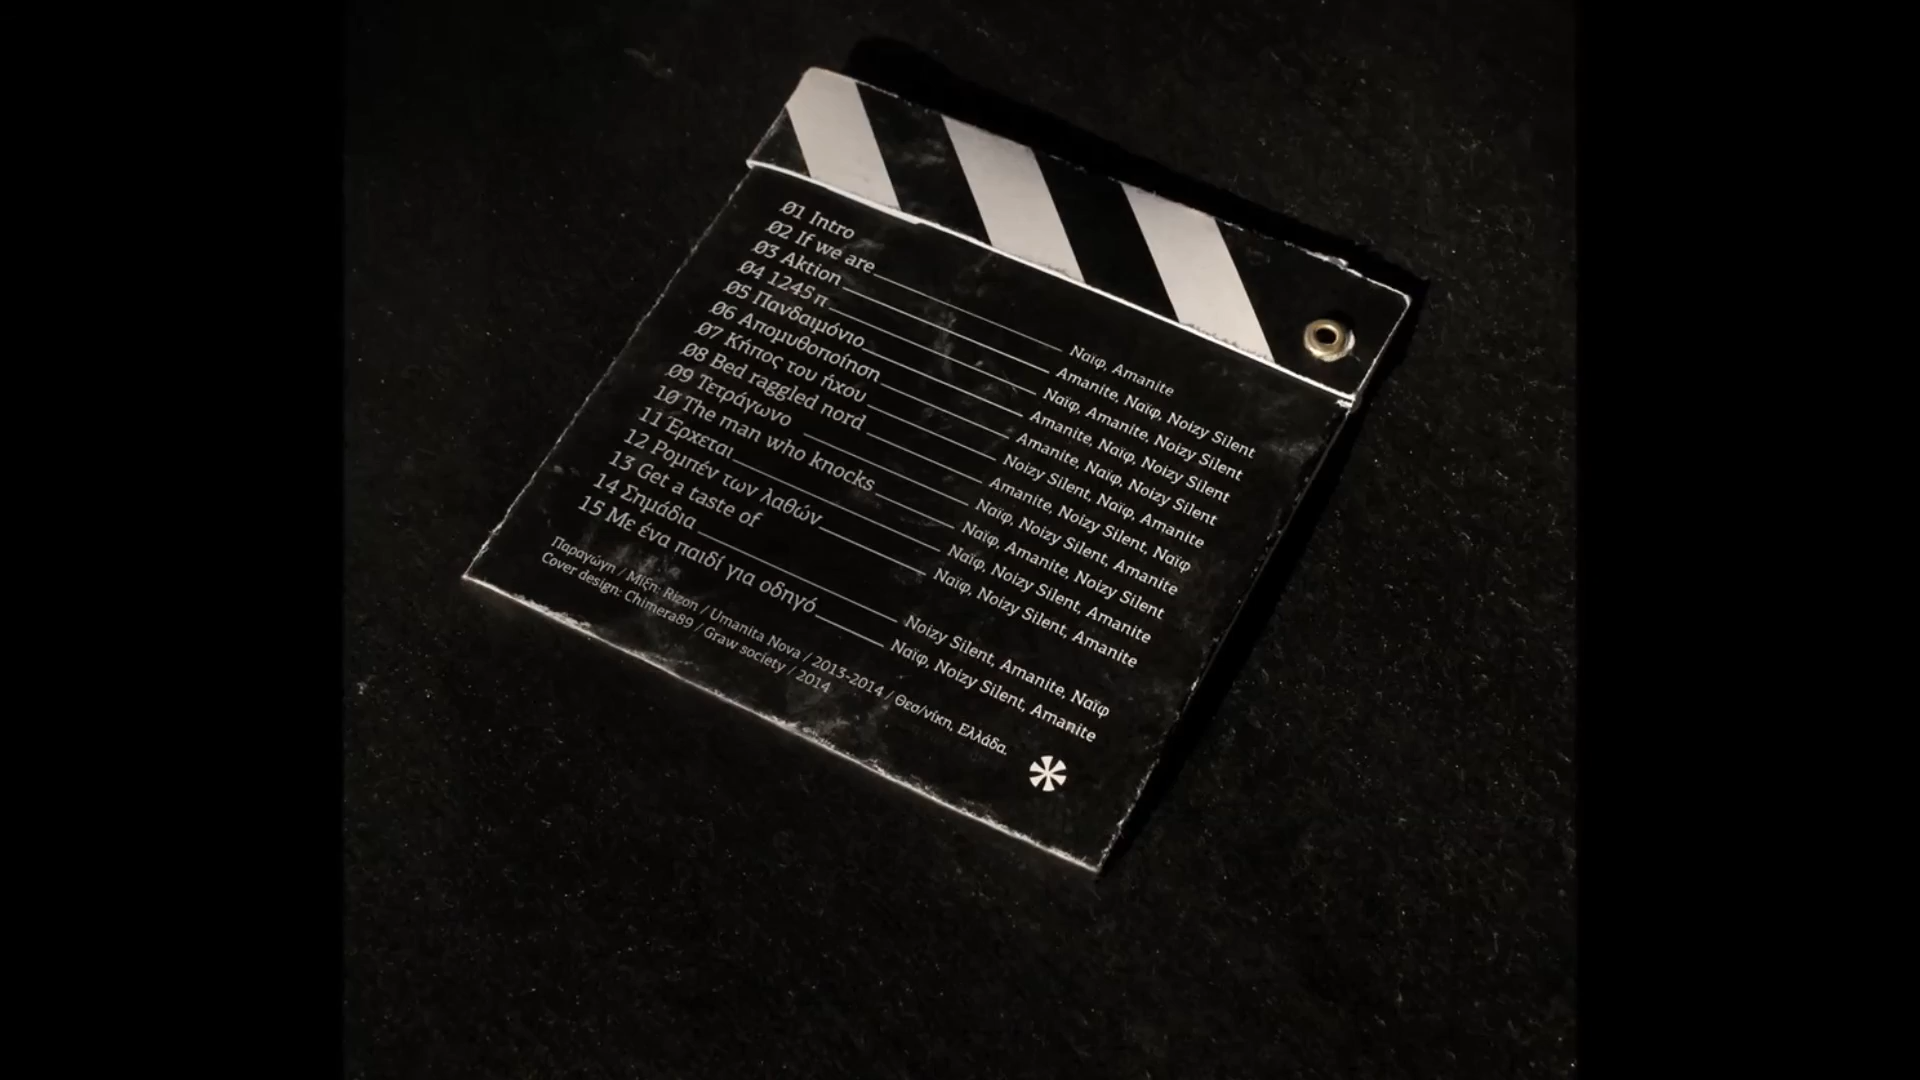 Ø1 Intro
Ø2 If we are Ναϊφ, Amanite
Ø3 Aktion Amanite, Ναϊφ, Noizy Silent
Ø4 1245π Ναϊφ, Amanite, Noizy Silent
Ø5 Πανδαιμόνιο Amanite, Ναϊφ, Noizy Silent
Ø6 Απομυθοποίηση Amanite, Ναϊφ, Noizy Silent
Ø7 Κήπος του ήχου Noizy Silent, Ναϊφ, Amanite
Ø8 Bed raggled nord Amanite, Noizy Silent, Ναϊφ
Ø9 Τετράγωνο Ναϊφ, Noizy Silent, Amanite
1Ø The man who knocks Ναϊφ, Amanite, Noizy Silent
11 Έρχεται Ναϊφ, Noizy Silent, Amanite
12 Ρομπέν των λαθών Ναϊφ, Noizy Silent, Amanite
13 Get a taste of
14 Σημάδια Noizy Silent, Amanite, Ναϊφ
15 Με ένα παιδί για οδηγό Ναϊφ, Noizy Silent, Amanite
Παραγώγη / Μίξη: Rizon / Umanita Nova / 2013-2014 / Θεσ/νίκη, Ελλάδα.
Cover design: Chimera89 / Graw society / 2014